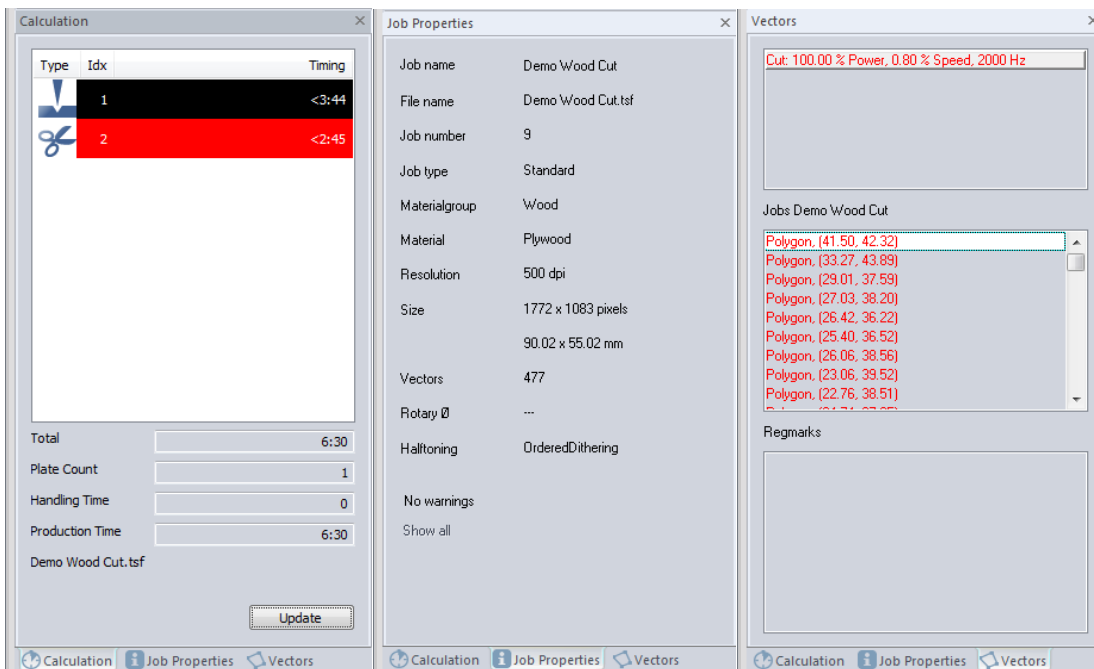 Calculation
Type Idx Timing
1 <3:44
2 <2:45
Total 6:30
Plate Count 1
Handling Time 0
Production Time 6:30
Demo Wood Cut.tsf
Update
Calculation Job Properties Vectors
Job Properties
Job name Demo Wood Cut
File name Demo Wood Cut.tsf
Job number 9
Job type Standard
Materialgroup Wood
Material Plywood
Resolution 500 dpi
Size 1772 x 1083 pixels
90.02 x 55.02 mm
Vectors 477
Rotary Ø ---
Halftoning OrderedDithering
No warnings
Show all
Calculation Job Properties Vectors
Vectors
Cut: 100.00 % Power, 0.80 % Speed, 2000 Hz
Jobs Demo Wood Cut
Polygon, (41.50, 42.32)
Polygon, (33.27, 43.89)
Polygon, (29.01, 37.59)
Polygon, (27.03, 38.20)
Polygon, (26.42, 36.22)
Polygon, (25.40, 36.52)
Polygon, (26.06, 38.56)
Polygon, (23.06, 39.52)
Polygon, (22.76, 38.51)
Regmarks
Calculation Job Properties Vectors